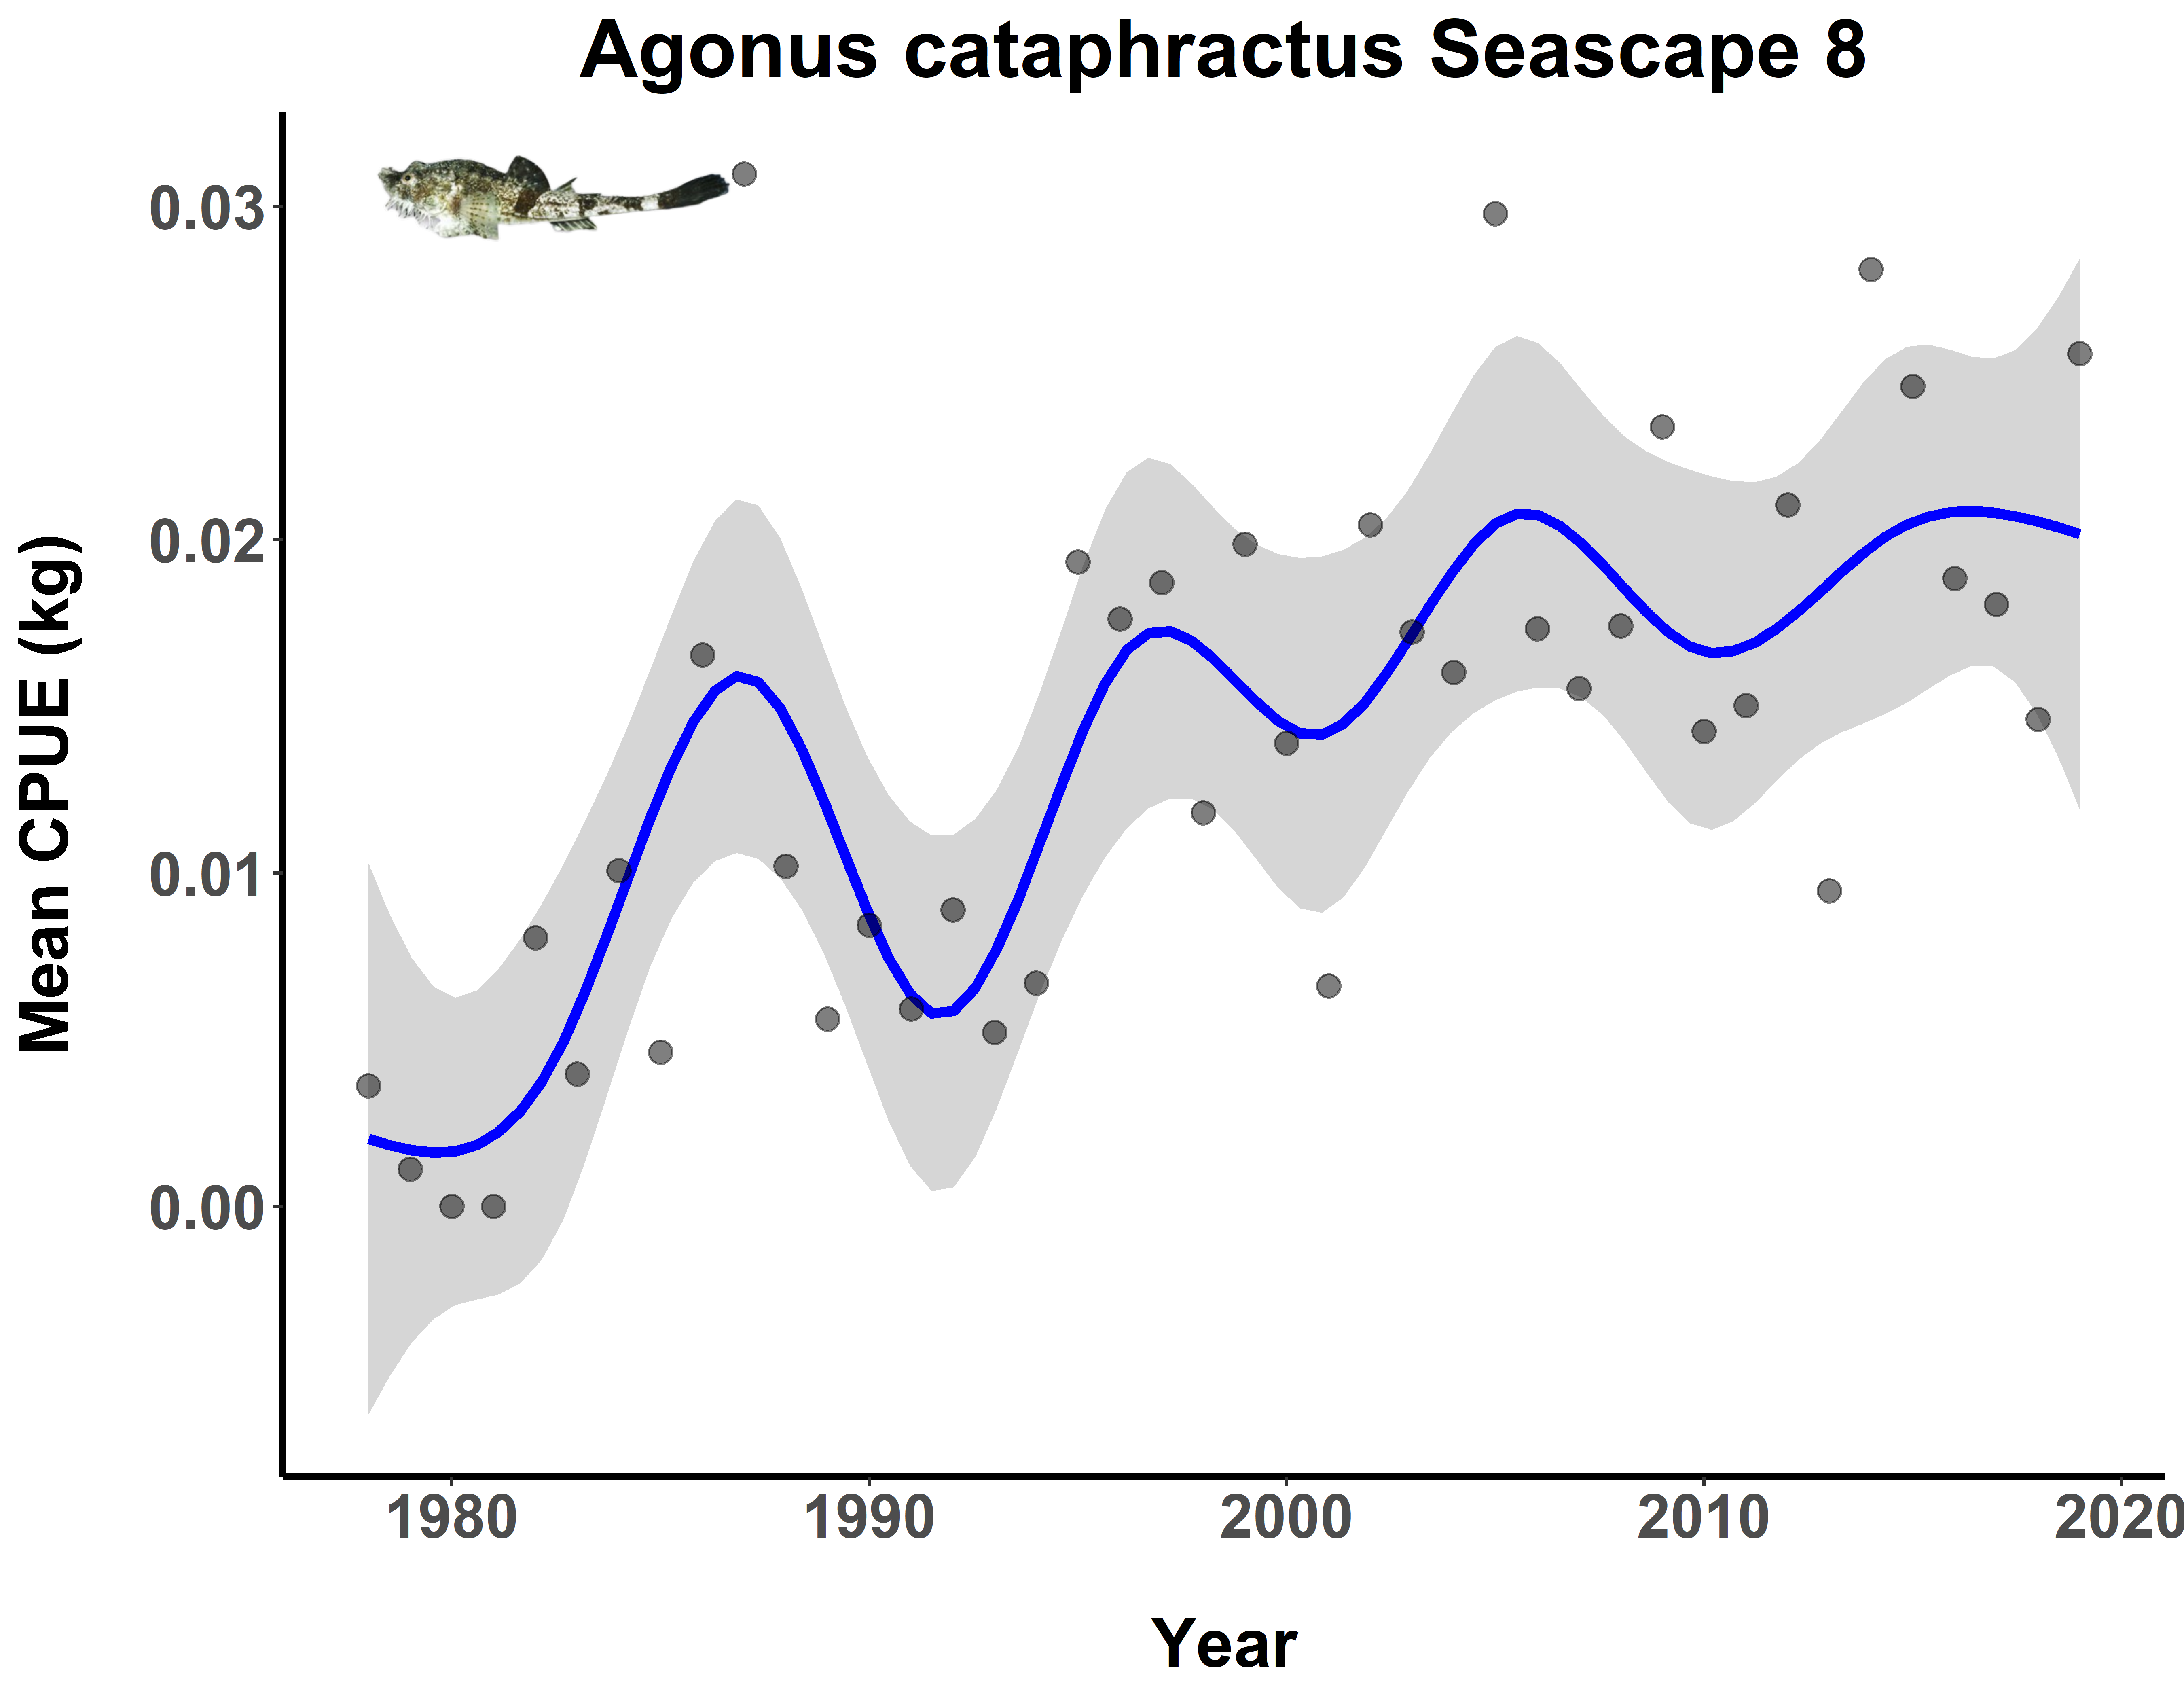 Agonus cataphractus Seascape 8
Mean CPUE (kg)
0.03
0.02
0.01
0.00
1980 1990 2000 2010 2020
Year